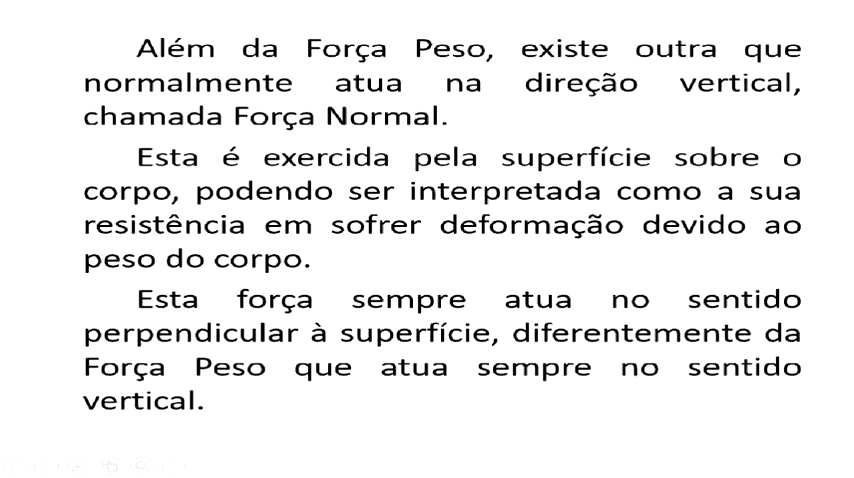 Além da Força Peso, existe outra que
normalmente atua na direção vertical,
chamada Força Normal.
Esta é exercida pela superfície sobre o
corpo, podendo ser interpretada como a sua
resistência em sofrer deformação devido ao
peso do corpo.
Esta força sempre atua no sentido
perpendicular à superfície, diferentemente da
Força Peso que atua sempre no sentido
vertical.